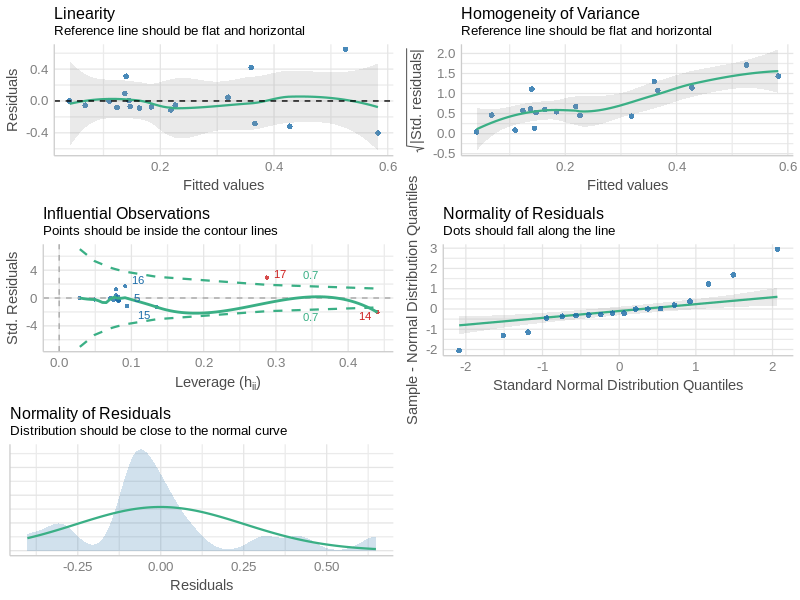 Linearity
Reference line should be flat and horizontal
Residuals
0.4
0.0
-0.4
0.2
0.4
0.6
Fitted values
Homogeneity of Variance
Reference line should be flat and horizontal
√|Std. residuals|
2.0
1.5
1.0
0.5
0.0
-0.5
0.2
0.4
0.6
Fitted values
Influential Observations
Points should be inside the contour lines
Std. Residuals
4
0
-4
16
5
15
17
14
0.7
0.7
0.0
0.1
0.2
0.3
0.4
Leverage (hii)
Normality of Residuals
Dots should fall along the line
Sample - Normal Distribution Quantiles
3
2
1
0
-1
-2
-2
-1
0
1
2
Standard Normal Distribution Quantiles
Normality of Residuals
Distribution should be close to the normal curve
-0.25
0.00
0.25
0.50
Residuals